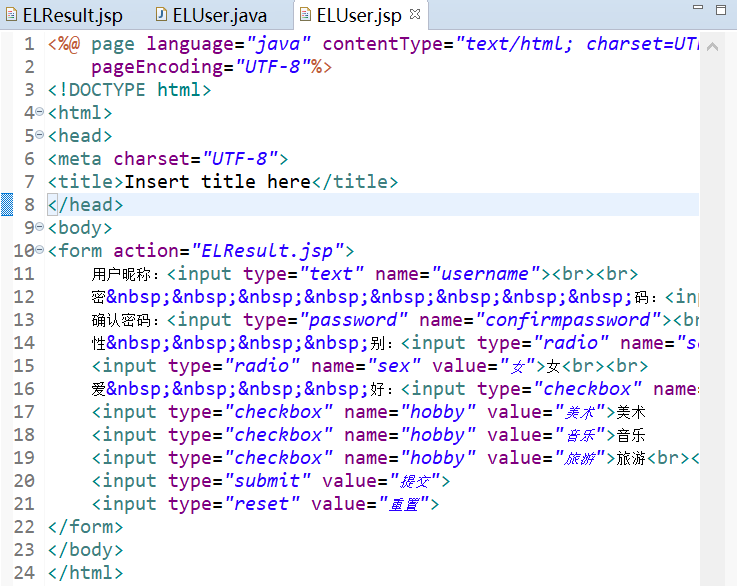 ELResult.jsp ELUser.java ELUser.jsp
1 <%@ page language="java" contentType="text/html; charset=UTF
2 pageEncoding="UTF-8"%>
3 <!DOCTYPE html>
4 <html>
5 <head>
6 <meta charset="UTF-8">
7 <title>Insert title here</title>
8 </head>
9 <body>
10 <form action="ELResult.jsp">
11 用户昵称：<input type="text" name="username"><br><br>
12 密&nbsp;&nbsp;&nbsp;&nbsp;&nbsp;&nbsp;&nbsp;&nbsp;码：<inp
13 确认密码：<input type="password" name="confirmpassword"><br
14 性&nbsp;&nbsp;&nbsp;&nbsp;别：<input type="radio" name="se
15 <input type="radio" name="sex" value="女">女<br><br>
16 爱&nbsp;&nbsp;&nbsp;&nbsp;好：<input type="checkbox" name=
17 <input type="checkbox" name="hobby" value="美术">美术
18 <input type="checkbox" name="hobby" value="音乐">音乐
19 <input type="checkbox" name="hobby" value="旅游">旅游<br><
20 <input type="submit" value="提交">
21 <input type="reset" value="重置">
22 </form>
23 </body>
24 </html>